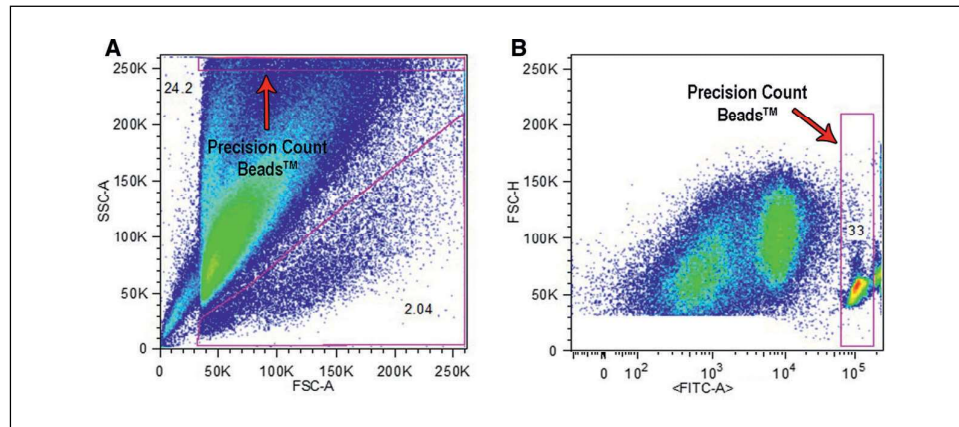 A
250K
24.2
200K
Precision Count
Beads™
150K
100K
50K
2.04
0
SSC-A
0
50K
100K
150K
200K
250K
FSC-A
B
250K
Precision Count
Beads™
200K
150K
33
100K
50K
0
FSC-H
0
10²
10³
10⁴
10⁵
<FITC-A>